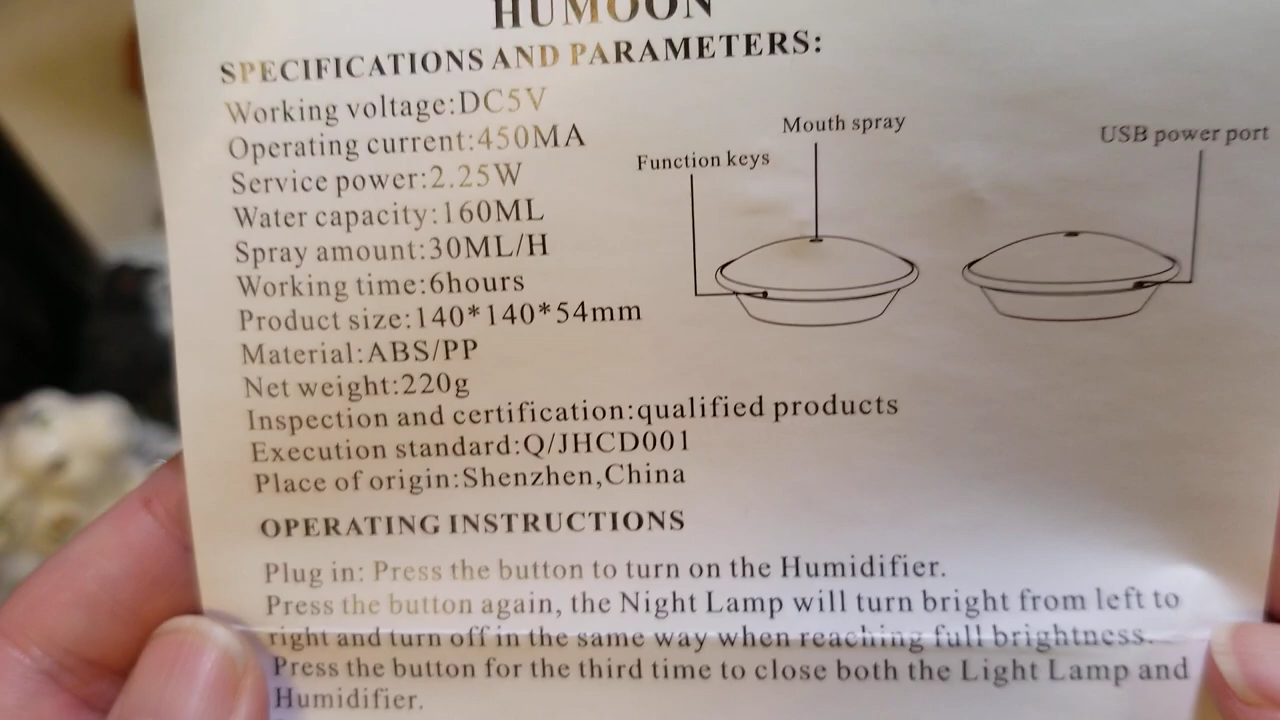 HUMOON
SPECIFICATIONS AND PARAMETERS:
Working voltage:DC5V
Operating current:450MA
Service power:2.25W
Water capacity:160ML
Spray amount:30ML/H
Working time:6hours
Product size:140*140*54mm
Material:ABS/PP
Net weight:220g
Inspection and certification:qualified products
Execution standard:Q/JHCD001
Place of origin:Shenzhen,China
Function keys
Mouth spray
USB power port
OPERATING INSTRUCTIONS
Plug in: Press the button to turn on the Humidifier.
Press the button again, the Night Lamp will turn bright from left to
right and turn off in the same way when reaching full brightness.
Press the button for the third time to close both the Light Lamp and
Humidifier.